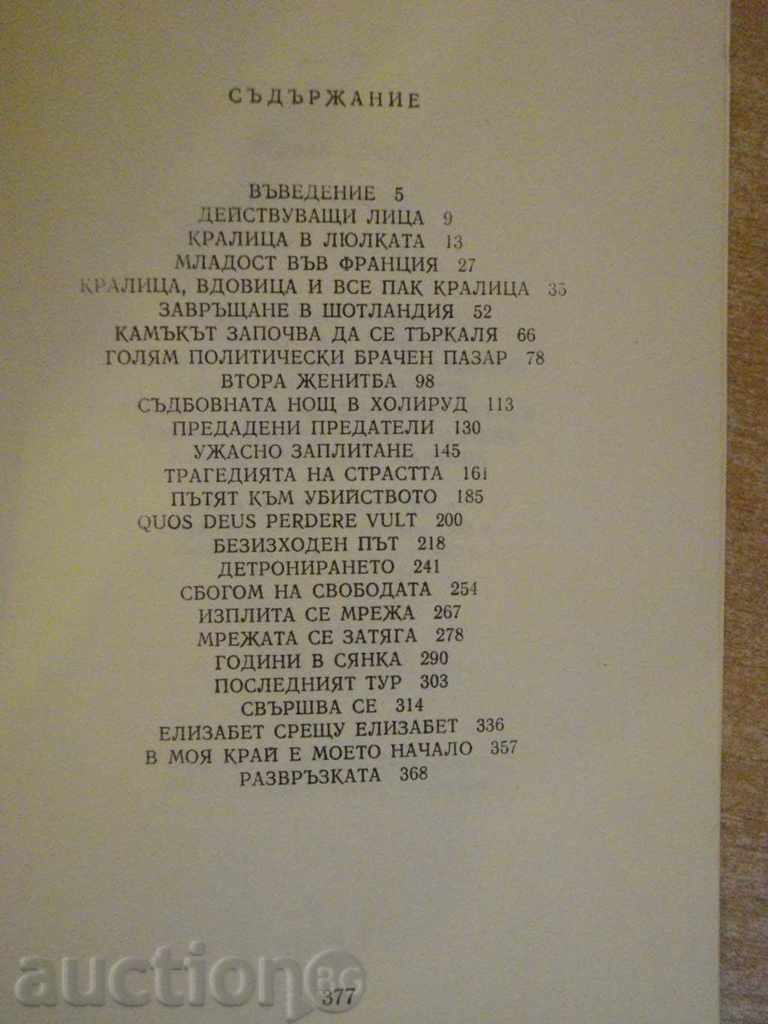 СЪДЪРЖАНИЕ
ВЪВЕДЕНИЕ 5
ДЕЙСТВУВАЩИ ЛИЦА 9
КРАЛИЦА В ЛЮЛКАТА 13
МЛАДОСТ ВЪВ ФРАНЦИЯ 27
КРАЛИЦА, ВДОВИЦА И ВСЕ ПАК КРАЛИЦА 35
ЗАВРЪЩАНЕ В ШОТЛАНДИЯ 52
КАМЪКЪТ ЗАПОЧВА ДА СЕ ТЪРКАЛЯ 66
ГОЛЯМ ПОЛИТИЧЕСКИ БРАЧЕН ПАЗАР 78
ВТОРА ЖЕНИТБА 98
СЪДБОВНАТА НОЩ В ХОЛИРУД 113
ПРЕДАДЕНИ ПРЕДАТЕЛИ 130
УЖАСНО ЗАПЛИТАНЕ 145
ТРАГЕДИЯТА НА СТРАСТТА 161
ПЪТЯТ КЪМ УБИЙСТВОТО 185
QUOS DEUS PERDERE VULT 200
БЕЗИЗХОДЕН ПЪТ 218
ДЕТРОНИРАНЕТО 241
СБОГОМ НА СВОБОДАТА 254
ИЗПЛИТА СЕ МРЕЖА 267
МРЕЖАТА СЕ ЗАТЯГА 278
ГОДИНИ В СЯНКА 290
ПОСЛЕДНИЯТ ТУР 303
СВЪРШВА СЕ 314
ЕЛИЗАБЕТ СРЕЩУ ЕЛИЗАБЕТ 336
В МОЯ КРАЙ Е МОЕТО НАЧАЛО 357
РАЗВРЪЗКАТА 368
auction BG
377